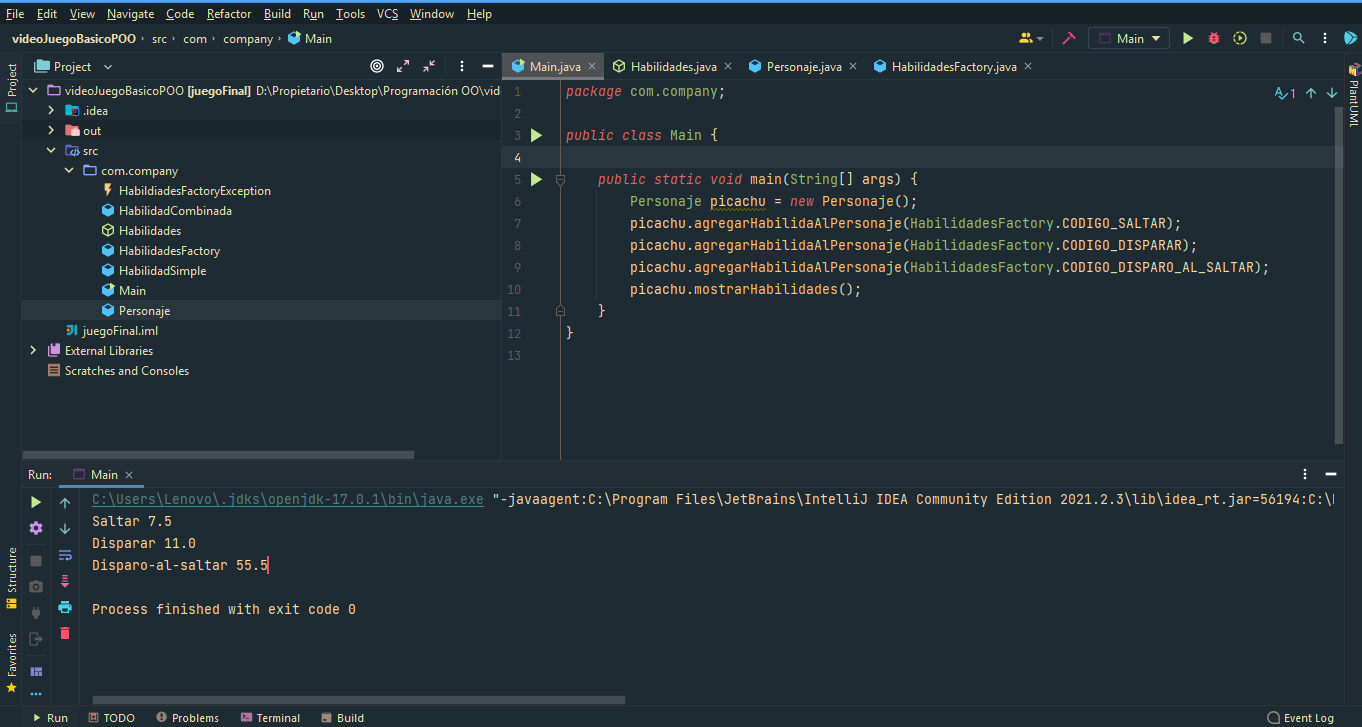 File Edit View Navigate Code Refactor Build Run Tools VCS Window Help
videoJuegoBasicoPOO src com company Main
Main
Project
Project
Main.java Habilidades.java Personaje.java HabilidadesFactory.java
videoJuegoBasicoPOO [juegoFinal] D:\Propietario\Desktop\Programación OO\vid
.idea
out
src
com.company
HabildiadesFactoryException
HabilidadCombinada
Habilidades
HabilidadesFactory
HabilidadSimple
Main
Personaje
juegoFinal.iml
External Libraries
Scratches and Consoles
1 package com.company;
2
3 public class Main {
4
5 public static void main(String[] args) {
6 Personaje picachu = new Personaje();
7 picachu.agregarHabilidaAlPersonaje(HabilidadesFactory.CODIGO_SALTAR);
8 picachu.agregarHabilidaAlPersonaje(HabilidadesFactory.CODIGO_DISPARAR);
9 picachu.agregarHabilidaAlPersonaje(HabilidadesFactory.CODIGO_DISPARO_AL_SALTAR);
10 picachu.mostrarHabilidades();
11 }
12 }
13
1
PlantUML
Run: Main
C:\Users\Lenovo\.jdks\openjdk-17.0.1\bin\java.exe "-javaagent:C:\Program Files\JetBrains\IntelliJ IDEA Community Edition 2021.2.3\lib\idea_rt.jar=56194:C:\
Saltar 7.5
Disparar 11.0
Disparo-al-saltar 55.5
Process finished with exit code 0
Structure
Favorites
Run TODO Problems Terminal Build
Event Log